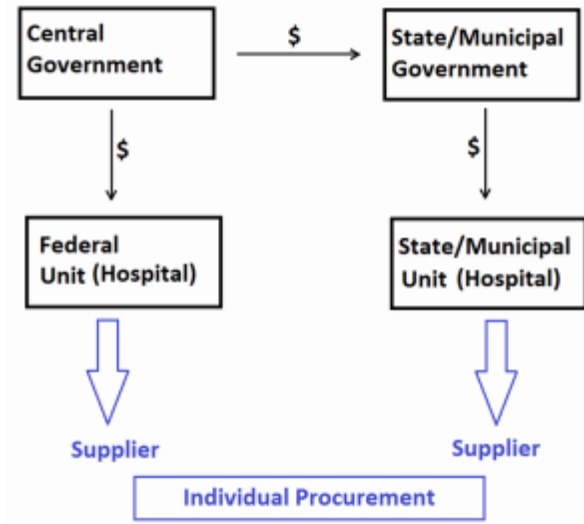 Central
Government
$
State/Municipal
Government
$
$
Federal
Unit (Hospital)
State/Municipal
Unit (Hospital)
Supplier
Supplier
Individual Procurement